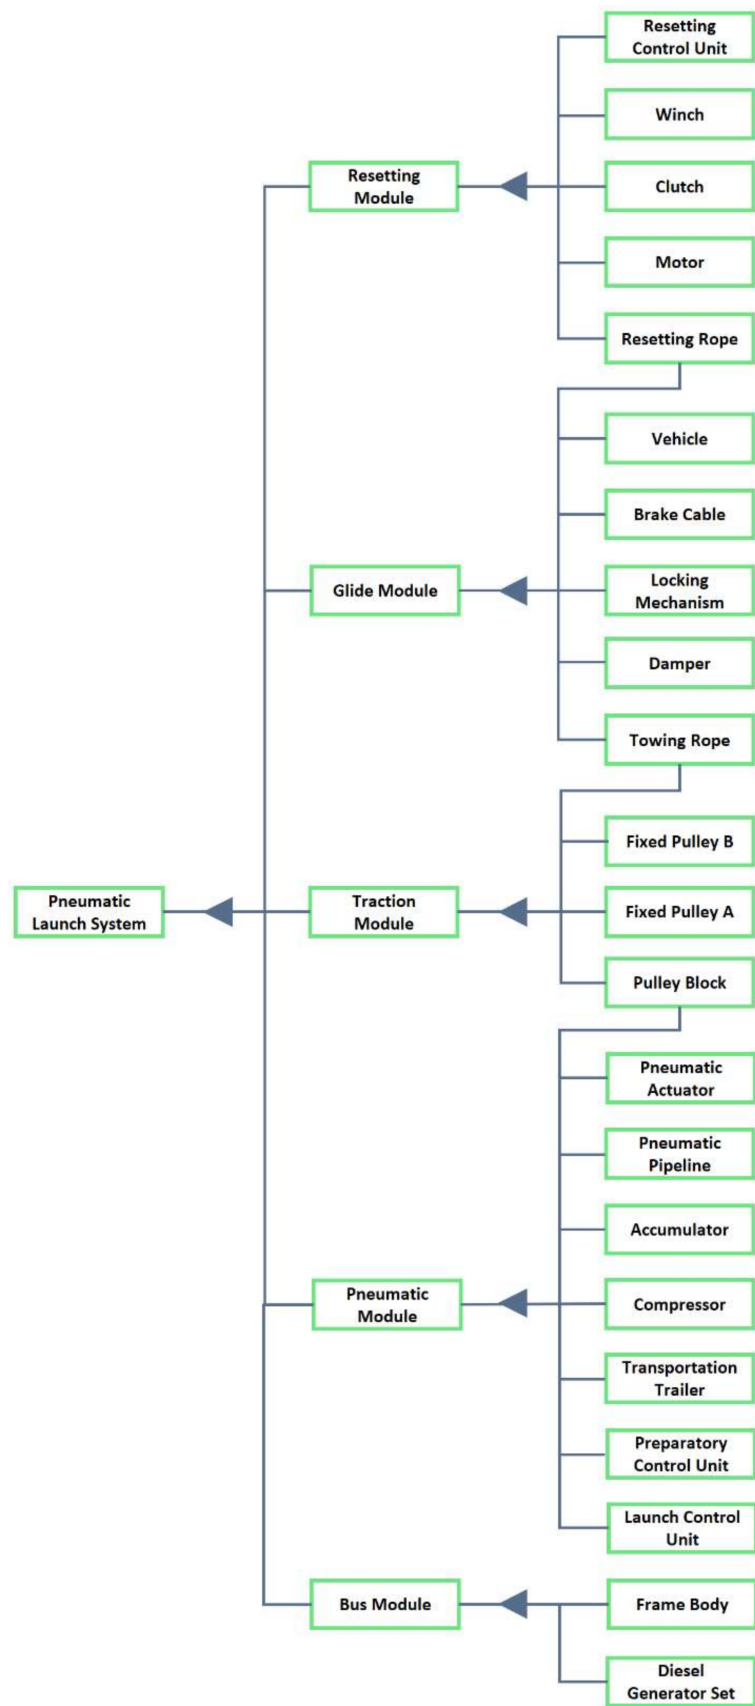 Resetting
Control Unit
Winch
Resetting
Module
Clutch
Motor
Resetting Rope
Vehicle
Brake Cable
Glide Module
Locking
Mechanism
Damper
Towing Rope
Fixed Pulley B
Pneumatic
Launch System
Traction
Module
Fixed Pulley A
Pulley Block
Pneumatic
Actuator
Pneumatic
Pipeline
Accumulator
Pneumatic
Module
Compressor
Transportation
Trailer
Preparatory
Control Unit
Launch Control
Unit
Bus Module
Frame Body
Diesel
Generator Set